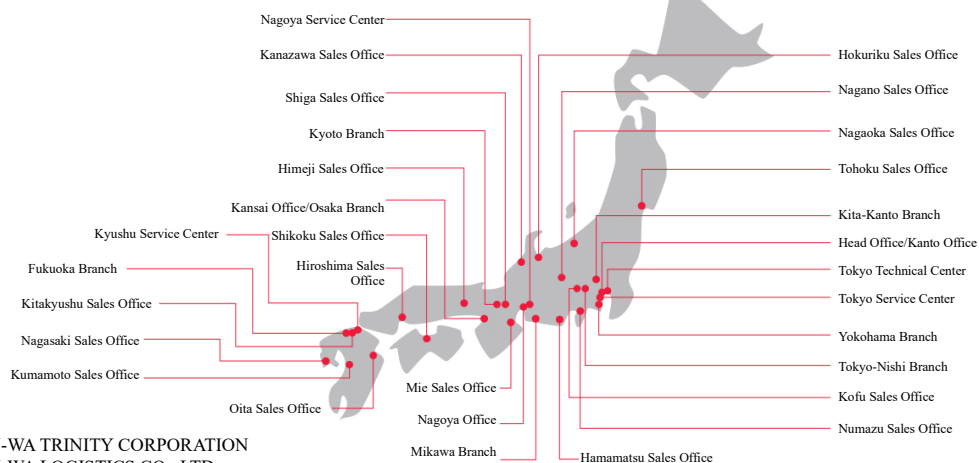 Nagoya Service Center
Kanazawa Sales Office
Shiga Sales Office
Kyoto Branch
Himeji Sales Office
Kansai Office/Osaka Branch
Kyushu Service Center
Shikoku Sales Office
Fukuoka Branch
Hiroshima Sales
Office
Kitakyushu Sales Office
Nagasaki Sales Office
Kumamoto Sales Office
Oita Sales Office
Mie Sales Office
Nagoya Office
Mikawa Branch
Hokuriku Sales Office
Nagano Sales Office
Nagaoka Sales Office
Tohoku Sales Office
Kita-Kanto Branch
Head Office/Kanto Office
Tokyo Technical Center
Tokyo Service Center
Yokohama Branch
Tokyo-Nishi Branch
Kofu Sales Office
Numazu Sales Office
Hamamatsu Sales Office
-WA TRINITY CORPORATION